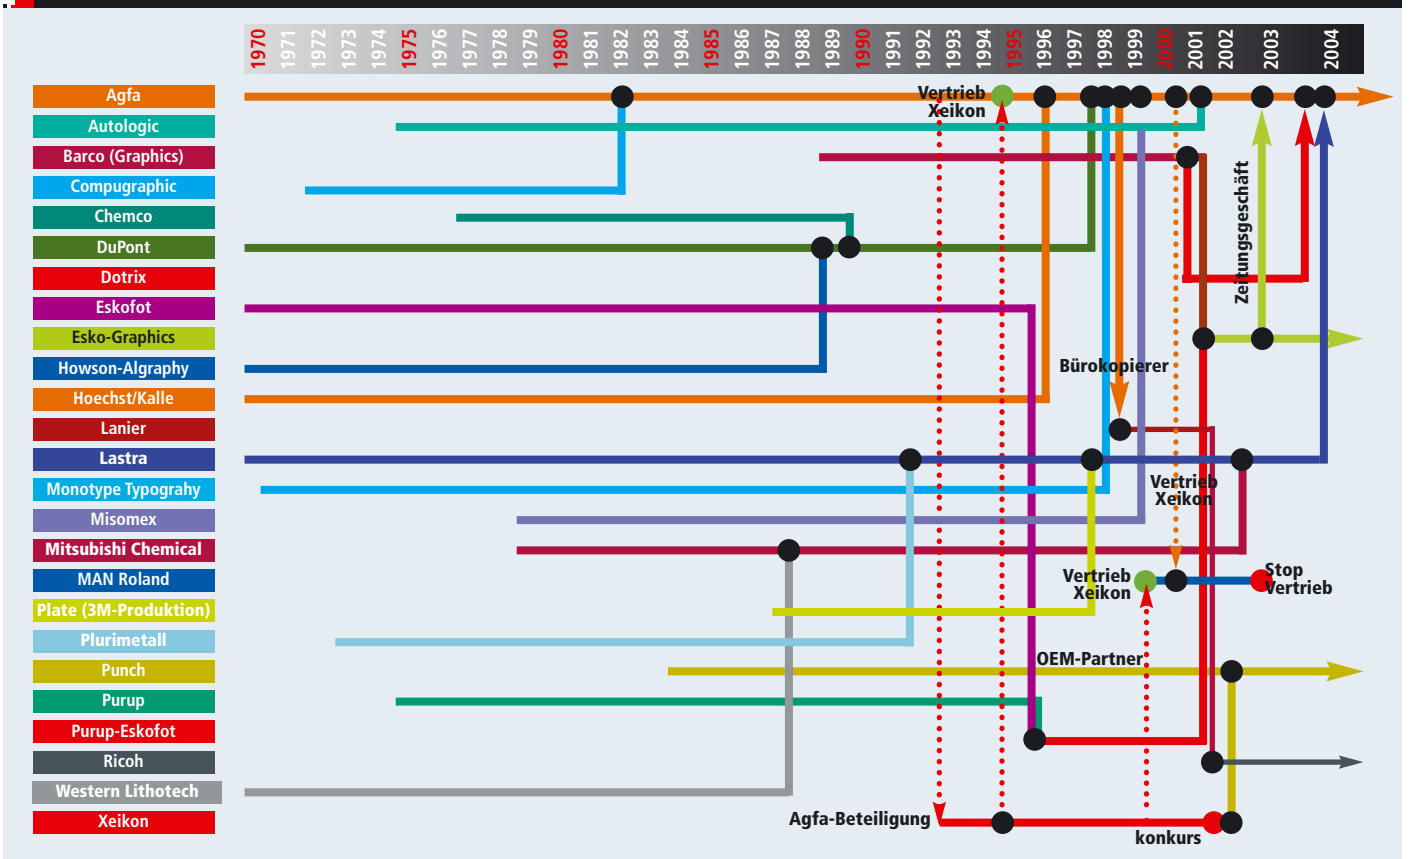 1970 1971 1972 1973 1974 1975 1976 1977 1978 1979 1980 1981 1982 1983 1984 1985 1986 1987 1988 1989 1990 1991 1992 1993 1994 1995 1996 1997 1998 1999 2000 2001 2002 2003 2004
Agfa
Vertrieb
Xeikon
Autologic
Barco (Graphics)
Compugraphic
Chemco
DuPont
Zeitungsgeschäft
Dotrix
Eskofot
Esko-Graphics
Howson-Algraphy
Bürokopierer
Hoechst/Kalle
Lanier
Lastra
Monotype Typograhy
Vertrieb
Xeikon
Misomex
Mitsubishi Chemical
MAN Roland
Vertrieb
Xeikon
Stop
Vertrieb
Plate (3M-Produktion)
Plurimetall
Punch
OEM-Partner
Purup
Purup-Eskofot
Ricoh
Western Lithotech
Xeikon
Agfa-Beteiligung
konkurs